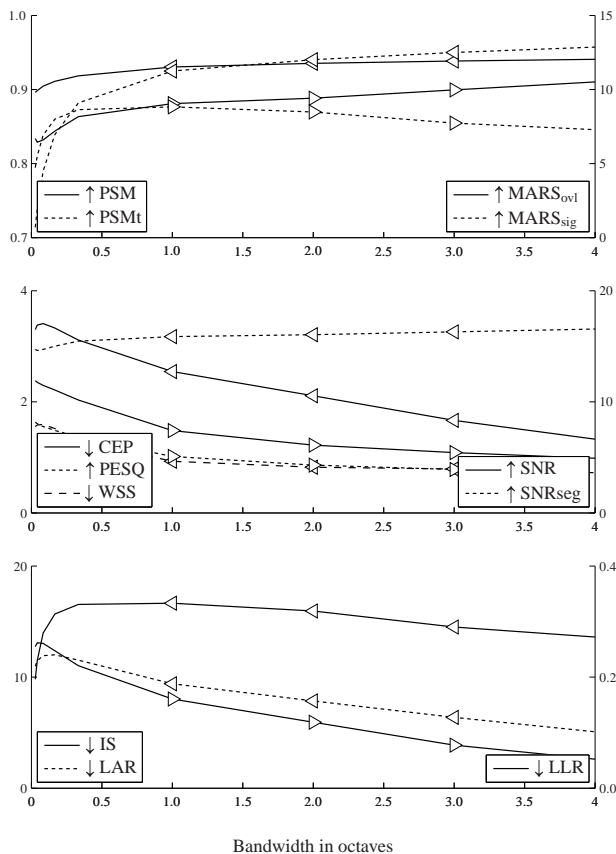 1.0
0.9
0.8
0.7
15
10
5
0
↑ PSM
↑ PSMt
↑ MARSovl
↑ MARSsig
0 0.5 1.0 1.5 2.0 2.5 3.0 3.5 4
4
2
0
20
10
0
↓ CEP
↑ PESQ
↓ WSS
↑ SNR
↑ SNRseg
0 0.5 1.0 1.5 2.0 2.5 3.0 3.5 4
20
10
0
0.4
0.2
0.0
↓ IS
↓ LAR
↓ LLR
0 0.5 1.0 1.5 2.0 2.5 3.0 3.5 4
Bandwidth in octaves